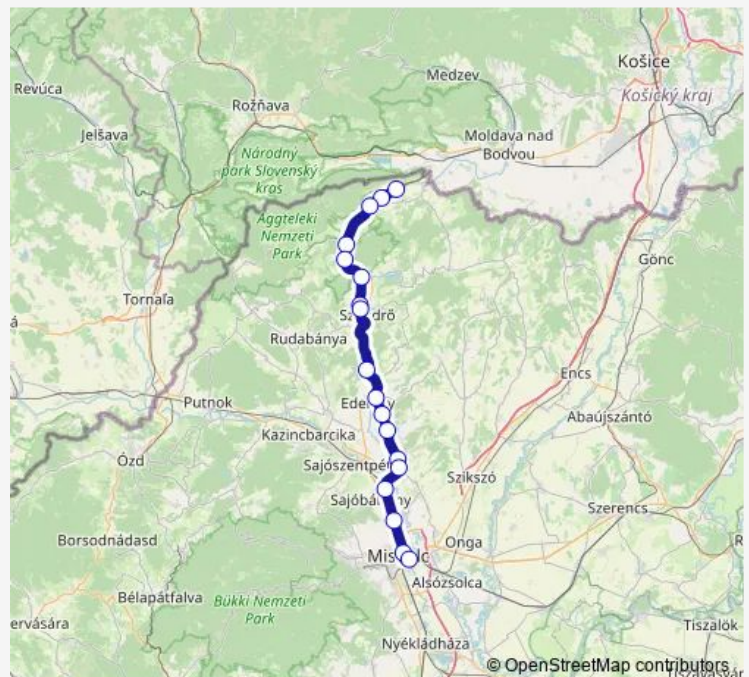 Košice
Revúca
Medzev
Košický kraj
Rožňava
Jelšava
Moldava nad
Bodvou
Národný
park Slovenský
kras
Aggteleki
Nemzeti
Park
Gönc
Tornaľa
Rudabánya
Encs
Putnok
Abaújszántó
Kazincbarcika
Ózd
Szikszó
Szerencs
Borsodnádasd
Onga
Alsózsolca
Bélapátfalva
Bükki Nemzeti
Park
Tiszalök
Nyékládháza
© OpenStreetMap contributors